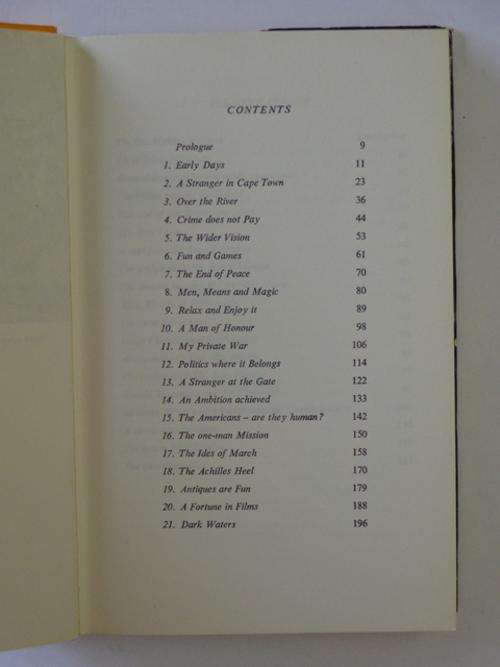 CONTENTS
Prologue 9
1. Early Days 11
2. A Stranger in Cape Town 23
3. Over the River 36
4. Crime does not Pay 44
5. The Wider Vision 53
6. Fun and Games 61
7. The End of Peace 70
8. Men, Means and Magic 80
9. Relax and Enjoy it 89
10. A Man of Honour 98
11. My Private War 106
12. Politics where it Belongs 114
13. A Stranger at the Gate 122
14. An Ambition achieved 133
15. The Americans – are they human? 142
16. The one-man Mission 150
17. The Ides of March 158
18. The Achilles Heel 170
19. Antiques are Fun 179
20. A Fortune in Films 188
21. Dark Waters 196